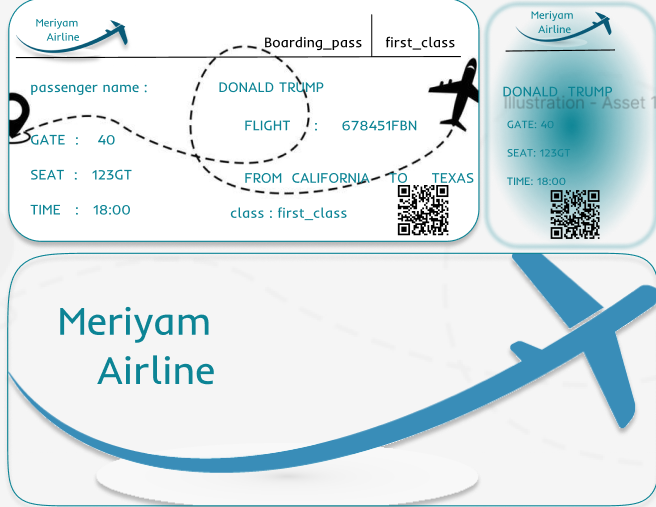 Meriyam
Airline
Boarding_pass first_class
passenger name : DONALD TRUMP
FLIGHT : 678451FBN
GATE : 40
SEAT : 123GT
FROM CALIFORNIA TO TEXAS
TIME : 18:00
class : first_class
Meriyam
Airline
DONALD TRUMP
Illustration - Asset 1
GATE: 40
SEAT: 123GT
TIME: 18:00
Meriyam
Airline